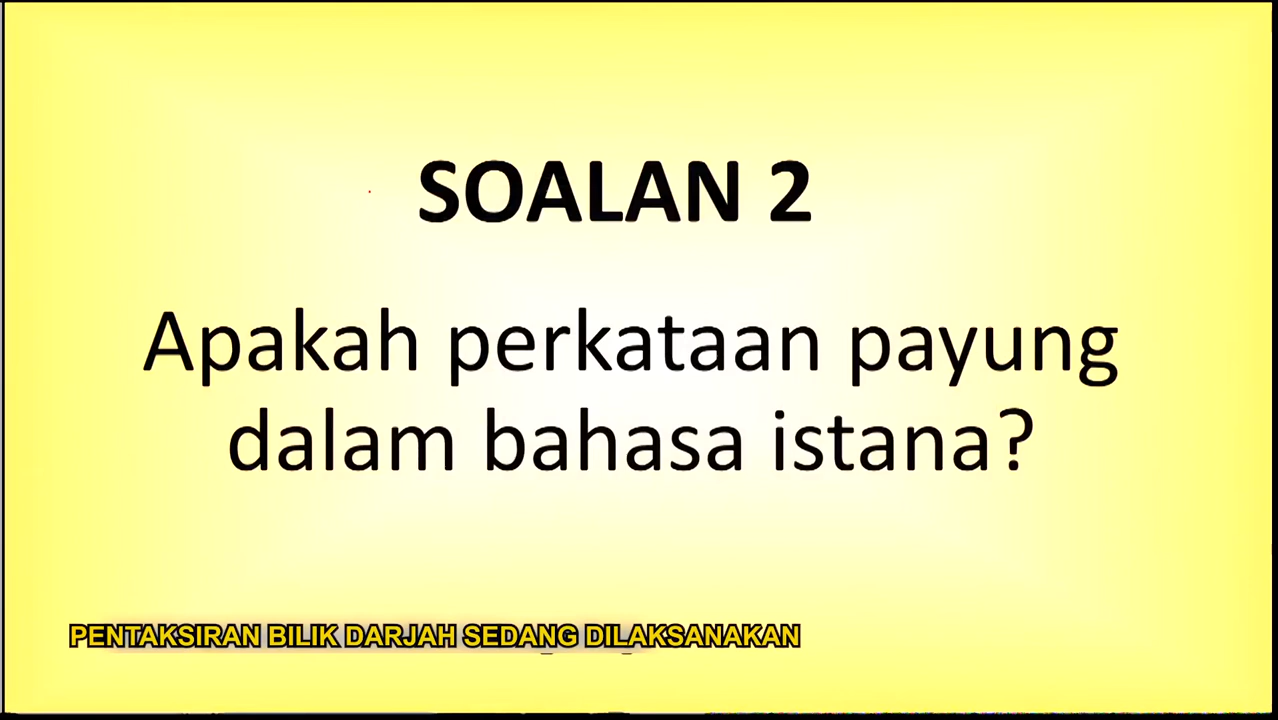 SOALAN 2
Apakah perkataan payung
dalam bahasa istana?
PENTAKSIRAN BILIK DARJAH SEDANG DILAKSANAKAN